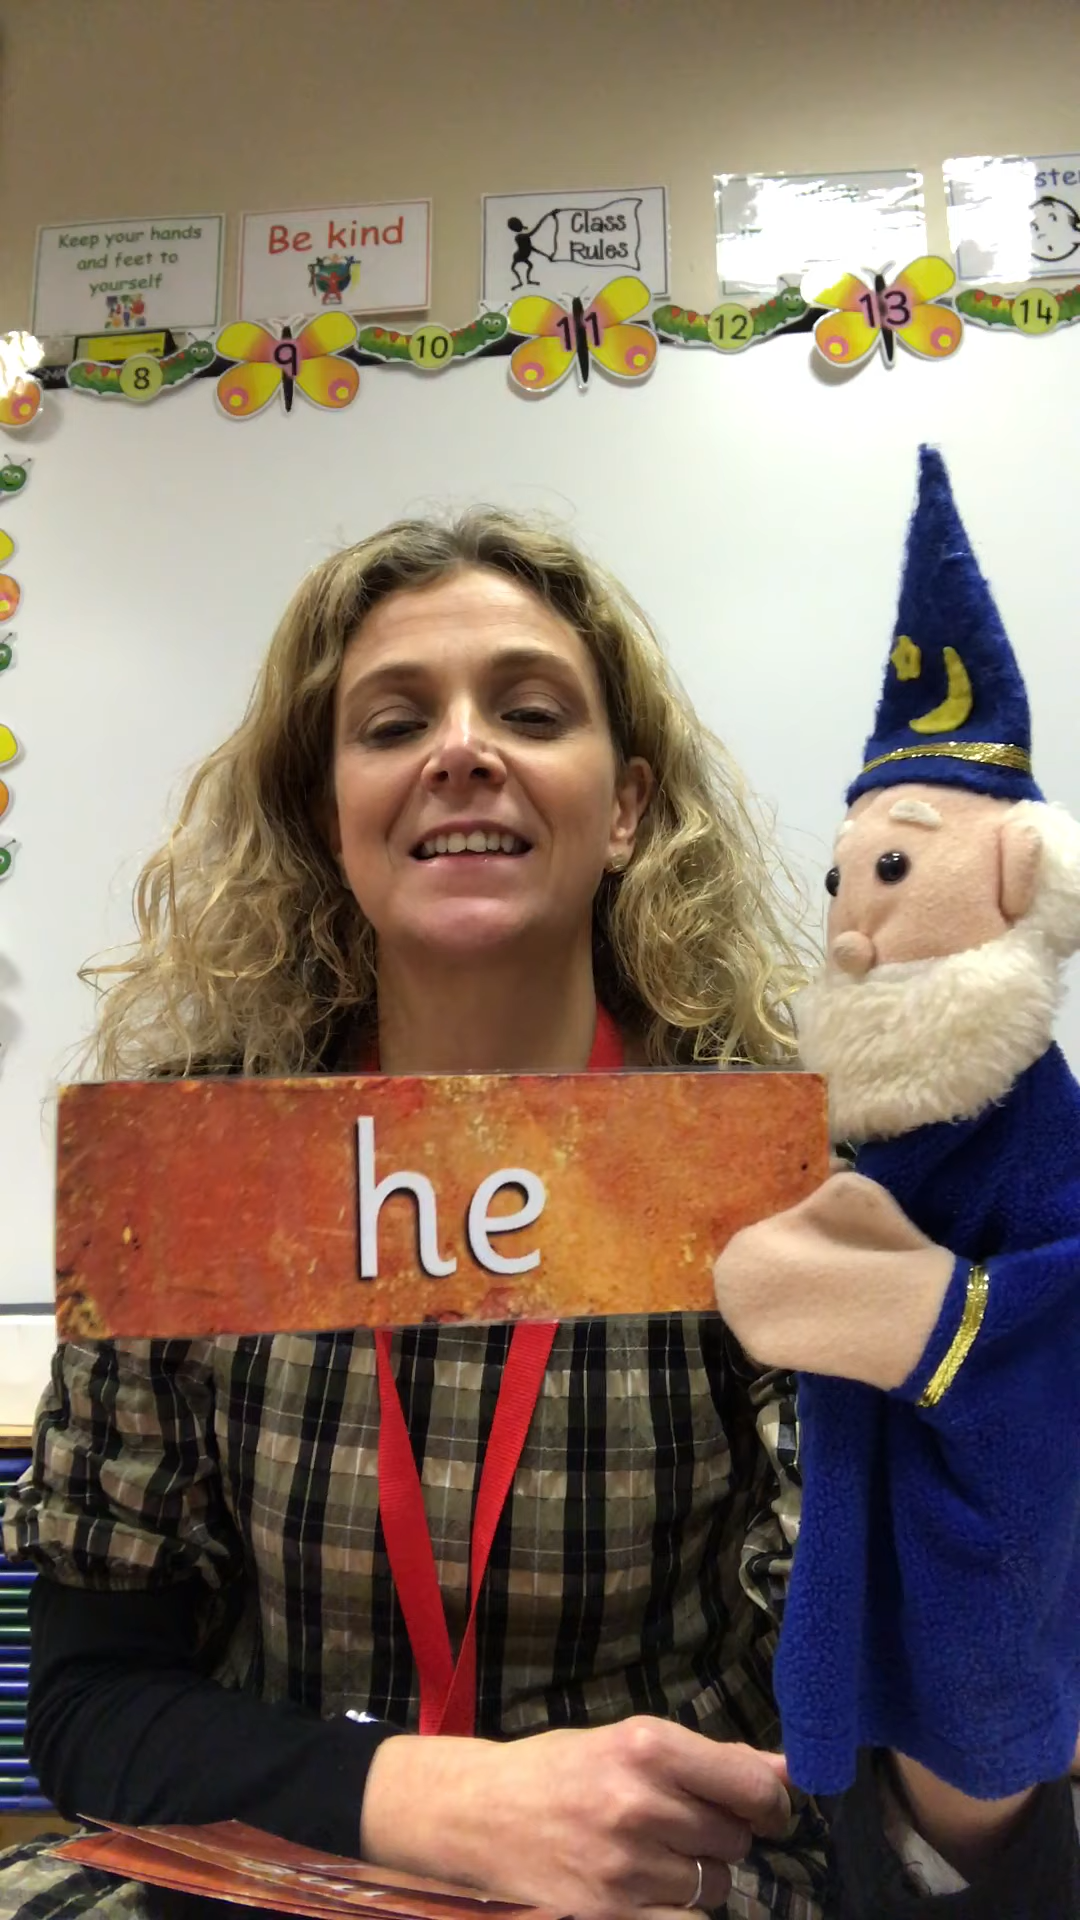 Keep your hands
and feet to
yourself
Be kind
Class
Rules
8
9
10
11
12
13
14
he